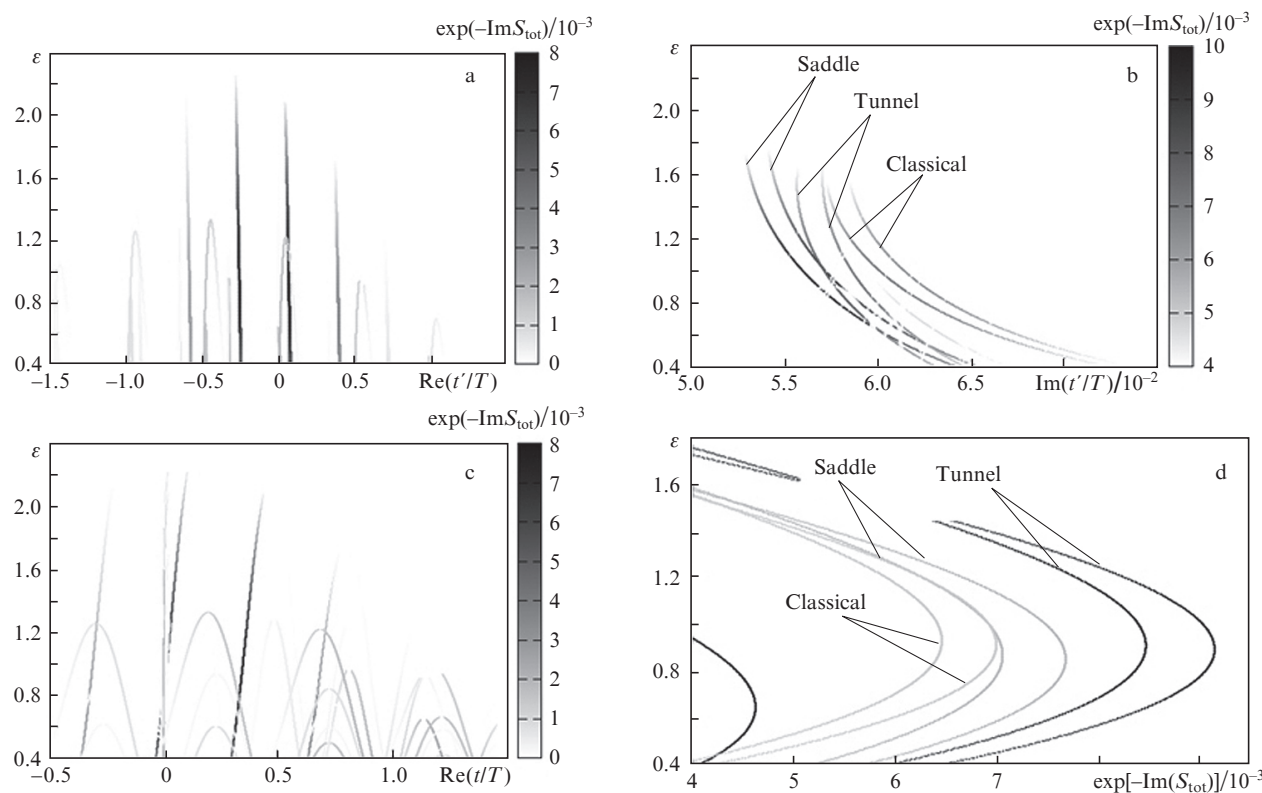 exp(–ImS_tot)/10^–3
ε
a
8
7
6
5
4
3
2
1
0
2.0
1.6
1.2
0.8
0.4
–1.5
–1.0
–0.5
0
0.5
Re(t′/T)
exp(–ImS_tot)/10^–3
ε
b
Saddle
Tunnel
Classical
10
9
8
7
6
5
4
2.0
1.6
1.2
0.8
0.4
5.0
5.5
6.0
6.5
Im(t′/T)/10^–2
exp(–ImS_tot)/10^–3
ε
c
8
7
6
5
4
3
2
1
0
2.0
1.6
1.2
0.8
0.4
–0.5
0
0.5
1.0
Re(t/T)
ε
d
Saddle
Tunnel
Classical
1.6
1.2
0.8
0.4
4
5
6
7
exp[–Im(S_tot)]/10^–3